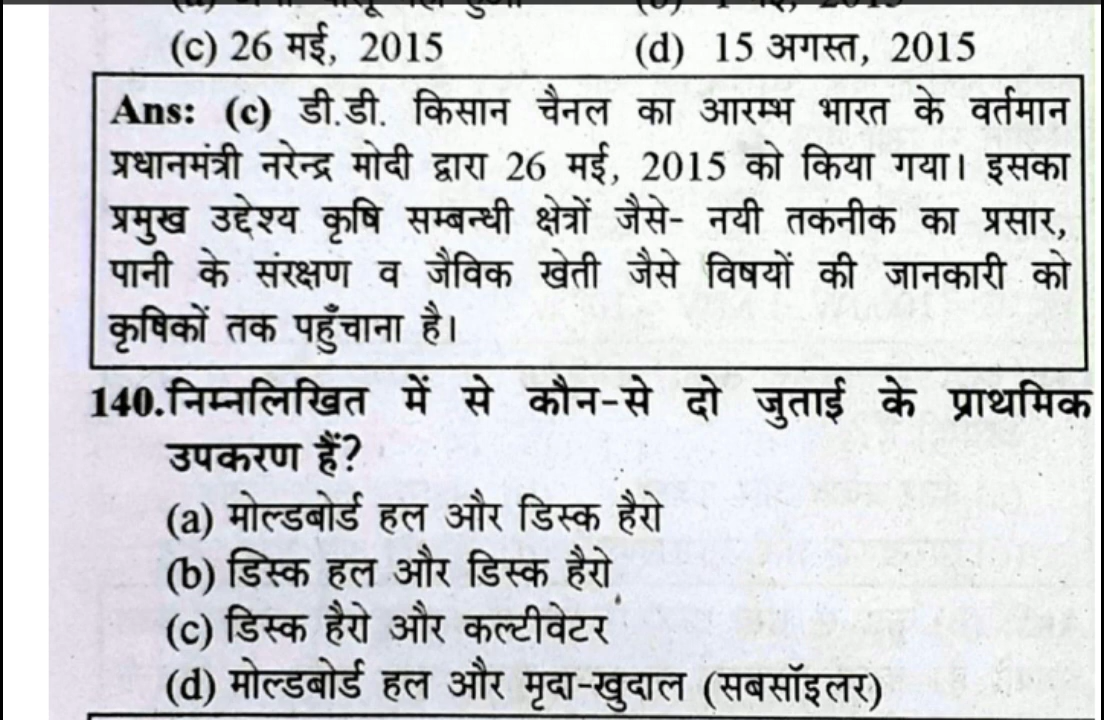 (c) 26 मई, 2015 (d) 15 अगस्त, 2015
Ans: (c) डी.डी. किसान चैनल का आरम्भ भारत के वर्तमान
प्रधानमंत्री नरेन्द्र मोदी द्वारा 26 मई, 2015 को किया गया। इसका
प्रमुख उद्देश्य कृषि सम्बन्धी क्षेत्रों जैसे- नयी तकनीक का प्रसार,
पानी के संरक्षण व जैविक खेती जैसे विषयों की जानकारी को
कृषिकों तक पहुँचाना है।
140.निम्नलिखित में से कौन-से दो जुताई के प्राथमिक
उपकरण हैं?
(a) मोल्डबोर्ड हल और डिस्क हैरो
(b) डिस्क हल और डिस्क हैरो
(c) डिस्क हैरो और कल्टीवेटर
(d) मोल्डबोर्ड हल और मृदा-खुदाल (सबसॉइलर)